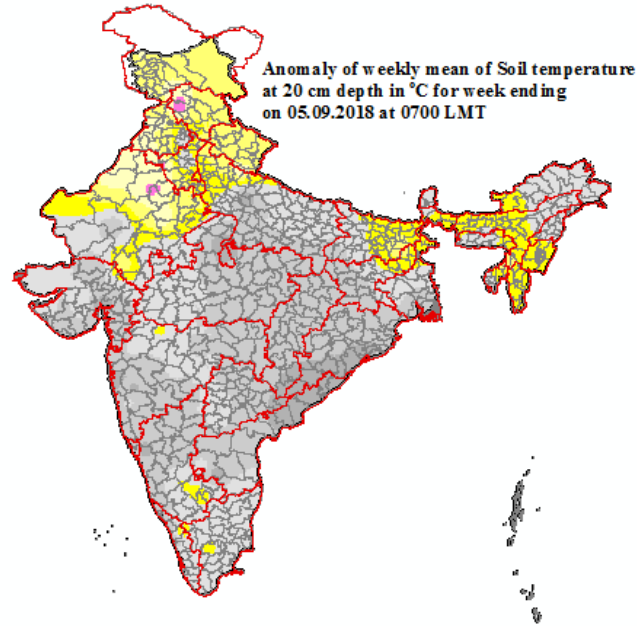 Anomaly of weekly mean of Soil temperature
at 20 cm depth in °C for week ending
on 05.09.2018 at 0700 LMT